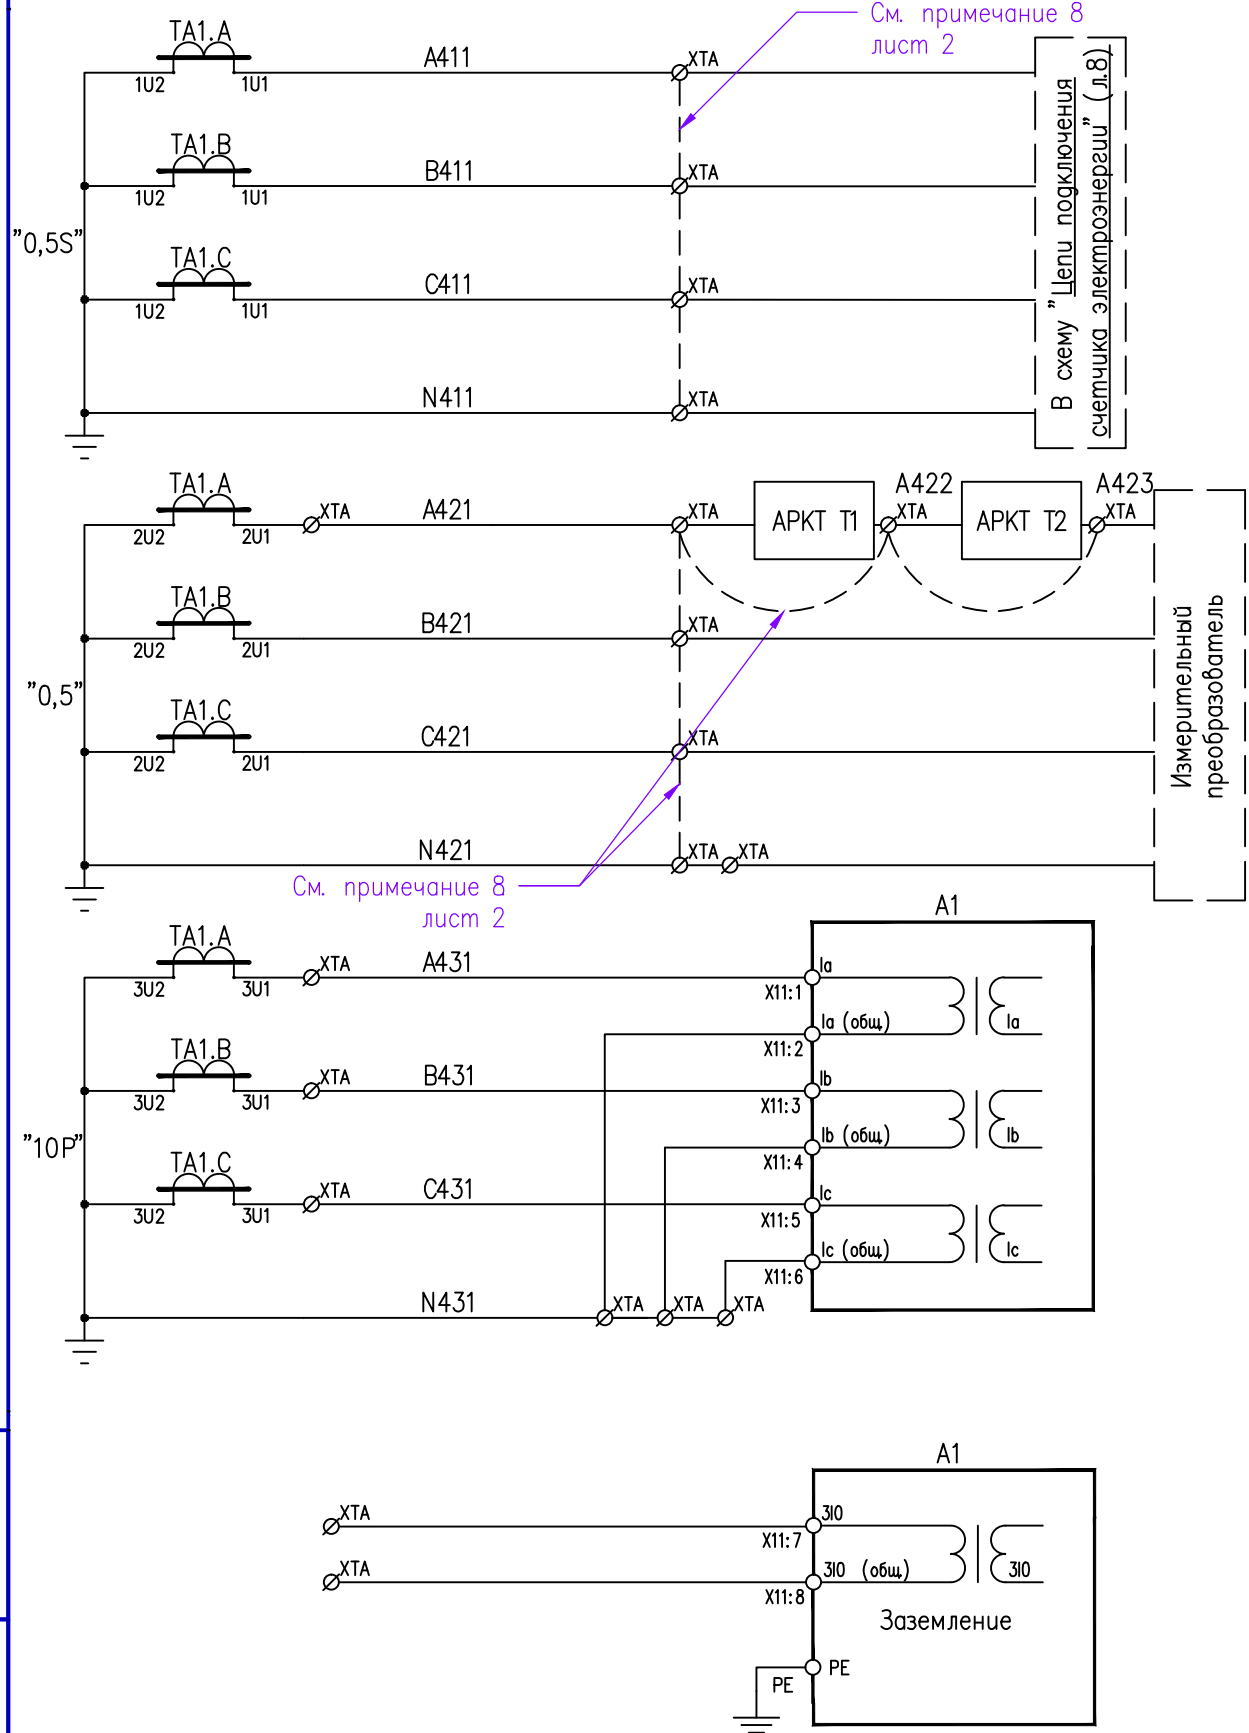 См. примечание 8
лист 2
TA1.A
1U2
1U1
A411
XTA
TA1.B
1U2
1U1
B411
XTA
"0,5S"
TA1.C
1U2
1U1
C411
XTA
N411
XTA
В схему "Цепи подключения
счетчика электроэнергии" (л.8)
TA1.A
2U2
2U1
XTA
A421
XTA
АРКТ Т1
A422
XTA
АРКТ Т2
A423
XTA
TA1.B
2U2
2U1
B421
XTA
"0,5"
TA1.C
2U2
2U1
C421
XTA
N421
XTA
XTA
Измерительный
преобразователь
См. примечание 8
лист 2
TA1.A
3U2
3U1
XTA
A431
A1
Ia
X11:1
Ia (общ.)
X11:2
Ia
TA1.B
3U2
3U1
XTA
B431
Ib
X11:3
Ib (общ.)
X11:4
Ib
"10P"
TA1.C
3U2
3U1
XTA
C431
Ic
X11:5
Ic (общ.)
X11:6
Ic
N431
XTA
XTA
XTA
A1
XTA
3I0
X11:7
XTA
3I0 (общ.)
X11:8
3I0
Заземление
PE
PE